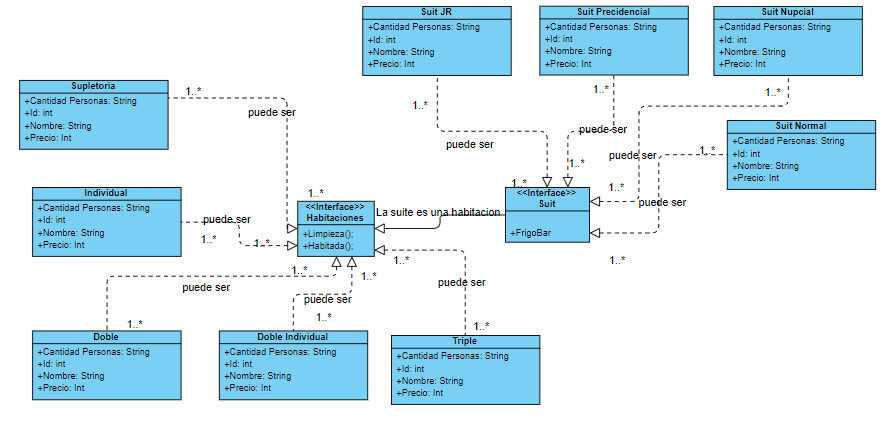 Suit JR
+Cantidad Personas: String
+Id: int
+Nombre: String
+Precio: Int
Suit Precidencial
+Cantidad Personas: String
+Id: int
+Nombre: String
+Precio: Int
Suit Nupcial
+Cantidad Personas: String
+Id: int
+Nombre: String
+Precio: Int
Supletoria
+Cantidad Personas: String
+Id: int
+Nombre: String
+Precio: Int
1..*
puede ser
1..*
puede ser
1..*
puede ser
1..*
Suit Normal
+Cantidad Personas: String
+Id: int
+Nombre: String
+Precio: Int
1..*
puede ser
1..*
1..*
1..*
puede ser
Individual
+Cantidad Personas: String
+Id: int
+Nombre: String
+Precio: Int
puede ser
1..*
1..*
1..*
<<Interface>>
Habitaciones
+Limpieza();
+Habitada();
La suite es una habitacion
<<Interface>>
Suit
+FrigoBar
1..*
1..*
puede ser
1..*
puede ser
1..*
1..*
puede ser
1..*
puede ser
1..*
Doble
+Cantidad Personas: String
+Id: int
+Nombre: String
+Precio: Int
Doble Individual
+Cantidad Personas: String
+Id: int
+Nombre: String
+Precio: Int
Triple
+Cantidad Personas: String
+Id: int
+Nombre: String
+Precio: Int